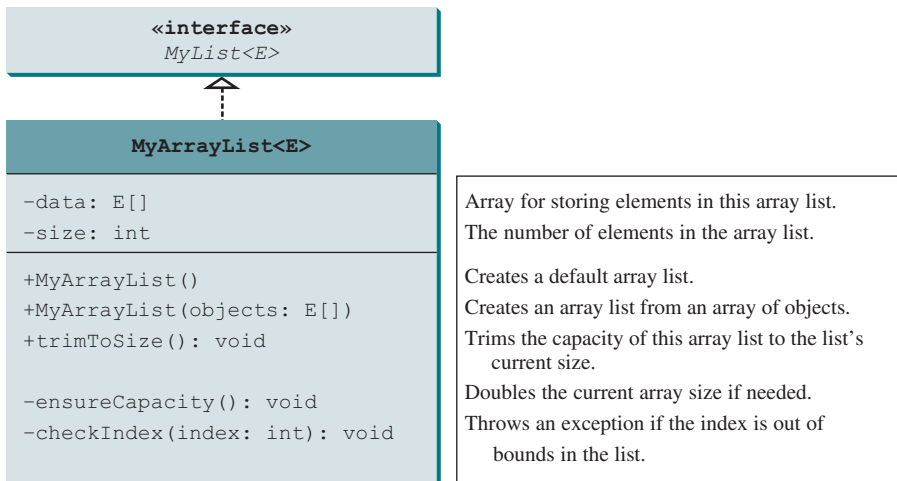 «interface»
MyList<E>
MyArrayList<E>
-data: E[]
-size: int
+MyArrayList()
+MyArrayList(objects: E[])
+trimToSize(): void
-ensureCapacity(): void
-checkIndex(index: int): void
Array for storing elements in this array list.
The number of elements in the array list.
Creates a default array list.
Creates an array list from an array of objects.
Trims the capacity of this array list to the list's
current size.
Doubles the current array size if needed.
Throws an exception if the index is out of
bounds in the list.